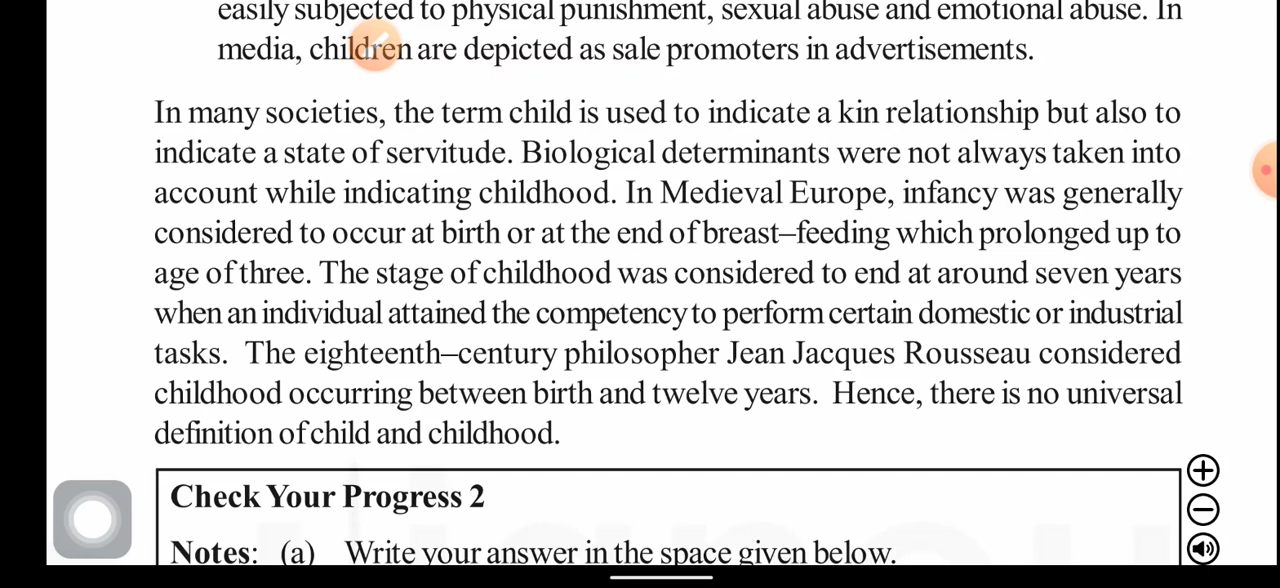 easily subjected to physical punishment, sexual abuse and emotional abuse. In
media, children are depicted as sale promoters in advertisements.
In many societies, the term child is used to indicate a kin relationship but also to
indicate a state of servitude. Biological determinants were not always taken into
account while indicating childhood. In Medieval Europe, infancy was generally
considered to occur at birth or at the end of breast–feeding which prolonged up to
age of three. The stage of childhood was considered to end at around seven years
when an individual attained the competency to perform certain domestic or industrial
tasks. The eighteenth–century philosopher Jean Jacques Rousseau considered
childhood occurring between birth and twelve years. Hence, there is no universal
definition of child and childhood.
Check Your Progress 2
Notes: (a) Write your answer in the space given below.